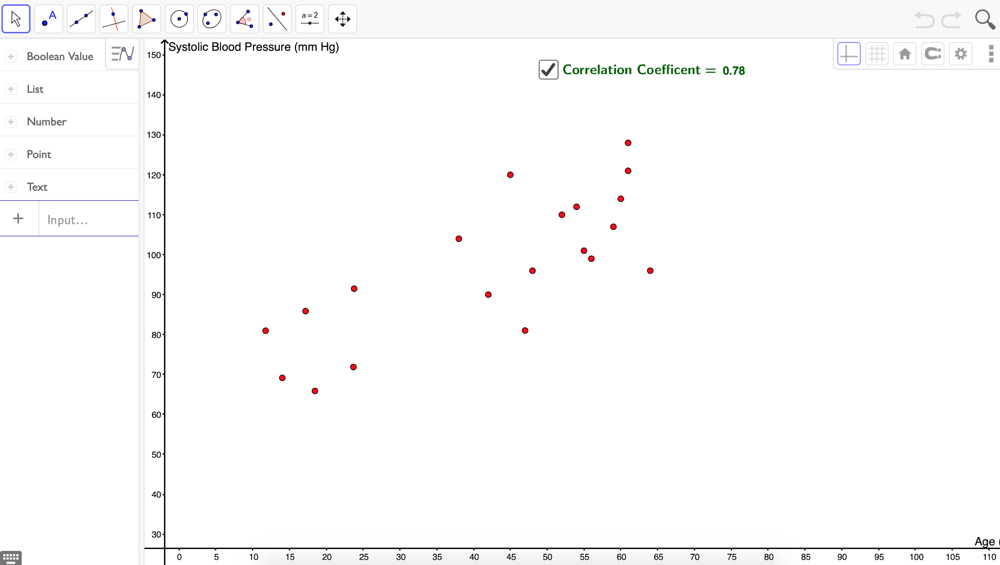 A
α
a = 2
Boolean Value
List
Number
Point
Text
+ Input…
Systolic Blood Pressure (mm Hg)
Correlation Coefficent = 0.78
150
140
130
120
110
100
90
80
70
60
50
40
30
Age (
0 5 10 15 20 25 30 35 40 45 50 55 60 65 70 75 80 85 90 95 100 105 110